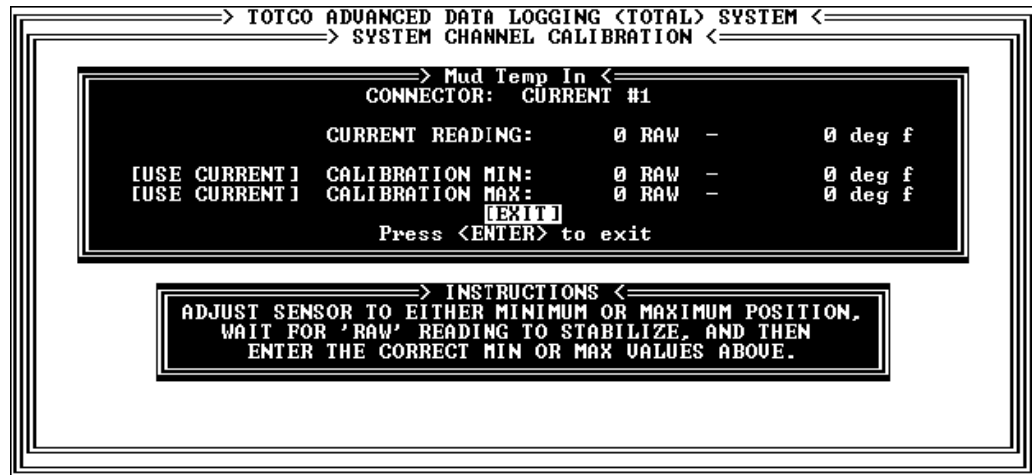 => TOTCO ADVANCED DATA LOGGING (TOTAL) SYSTEM <=
=> SYSTEM CHANNEL CALIBRATION <=
=> Mud Temp In <=
CONNECTOR: CURRENT #1
CURRENT READING: 0 RAW - 0 deg f
[USE CURRENT] CALIBRATION MIN: 0 RAW - 0 deg f
[USE CURRENT] CALIBRATION MAX: 0 RAW - 0 deg f
[EXIT]
Press <ENTER> to exit
=> INSTRUCTIONS <=
ADJUST SENSOR TO EITHER MINIMUM OR MAXIMUM POSITION,
WAIT FOR 'RAW' READING TO STABILIZE, AND THEN
ENTER THE CORRECT MIN OR MAX VALUES ABOVE.